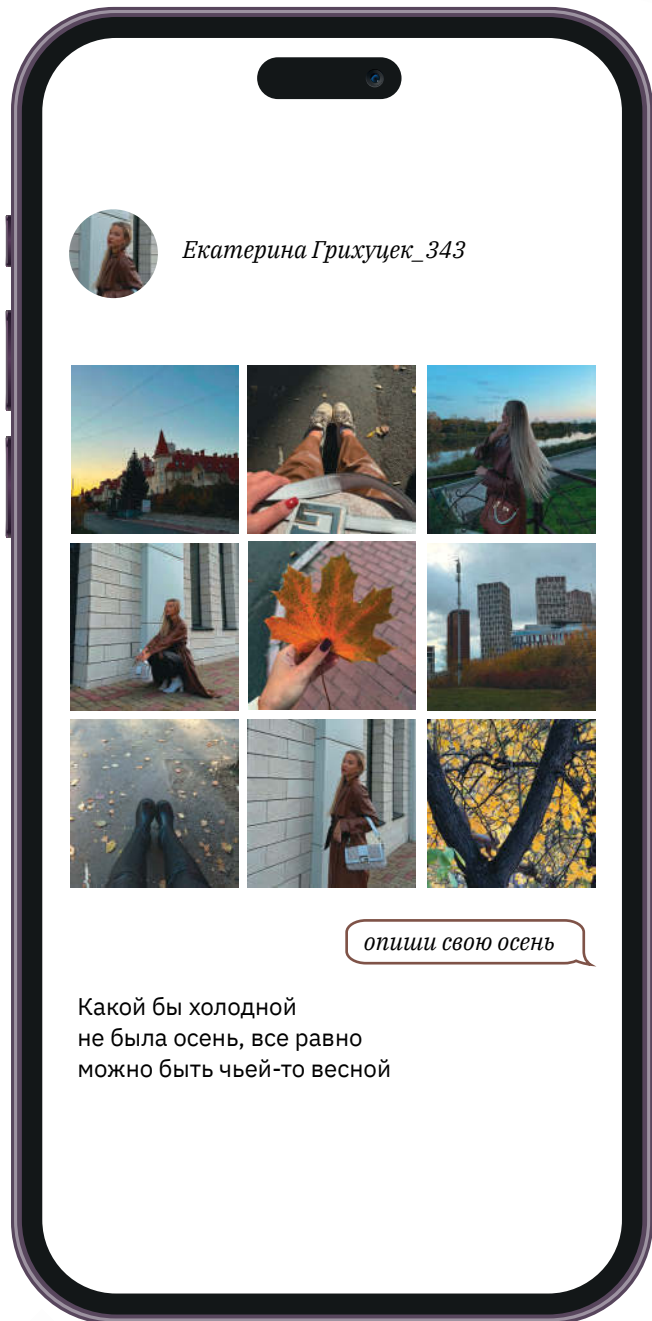 Екатерина Грихуцек_343
опиши свою осень
Какой бы холодной
не была осень, все равно
можно быть чьей-то весной